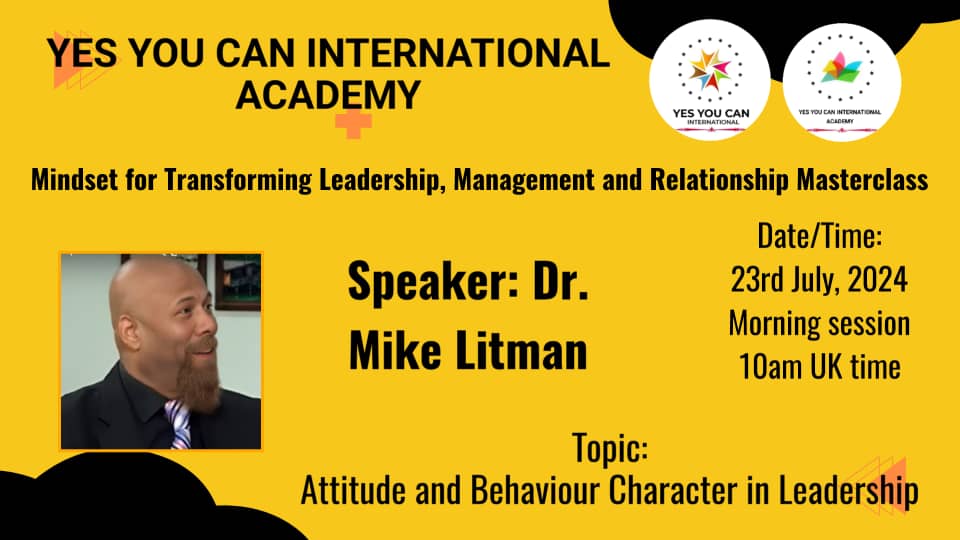 YES YOU CAN INTERNATIONAL
ACADEMY
YES YOU CAN
INTERNATIONAL
YES YOU CAN INTERNATIONAL
ACADEMY
Mindset for Transforming Leadership, Management and Relationship Masterclass
Speaker: Dr.
Mike Litman
Date/Time:
23rd July, 2024
Morning session
10am UK time
Topic:
Attitude and Behaviour Character in Leadership